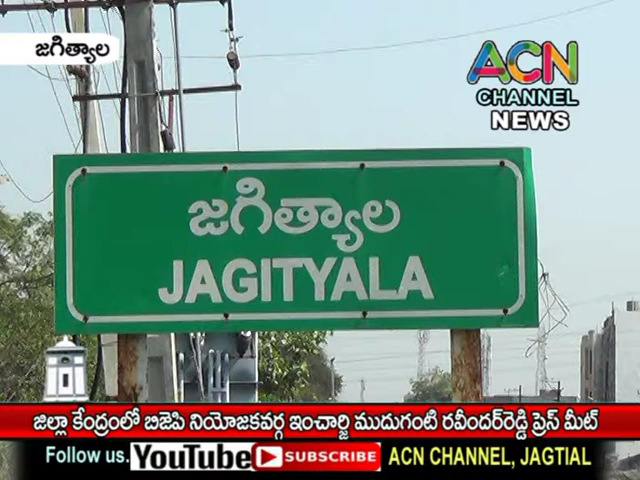 జగిత్యాల
ACN
CHANNEL
NEWS
జగిత్యాల
JAGITYALA
జిల్లా కేంద్రంలో బిజెపి నియోజకవర్గ ఇంచార్జి ముదుగంటి రవీందర్‌రెడ్డి ప్రెస్ మీట్
Follow us. YouTube SUBSCRIBE ACN CHANNEL, JAGTIAL